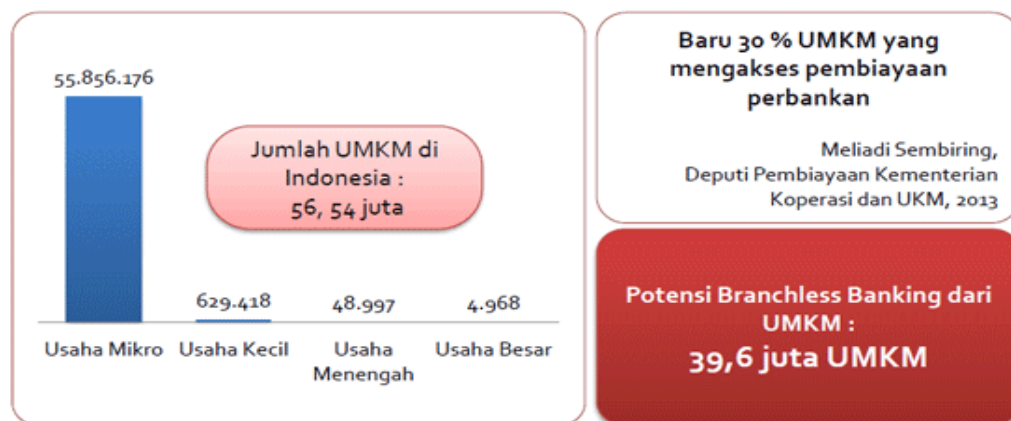 55.856.176
Jumlah UMKM di
Indonesia :
56, 54 juta
629.418
48.997
4.968
Usaha Mikro
Usaha Kecil
Usaha
Menengah
Usaha Besar
Baru 30 % UMKM yang
mengakses pembiayaan
perbankan
Meliadi Sembiring,
Deputi Pembiayaan Kementerian
Koperasi dan UKM, 2013
Potensi Branchless Banking dari
UMKM :
39,6 juta UMKM